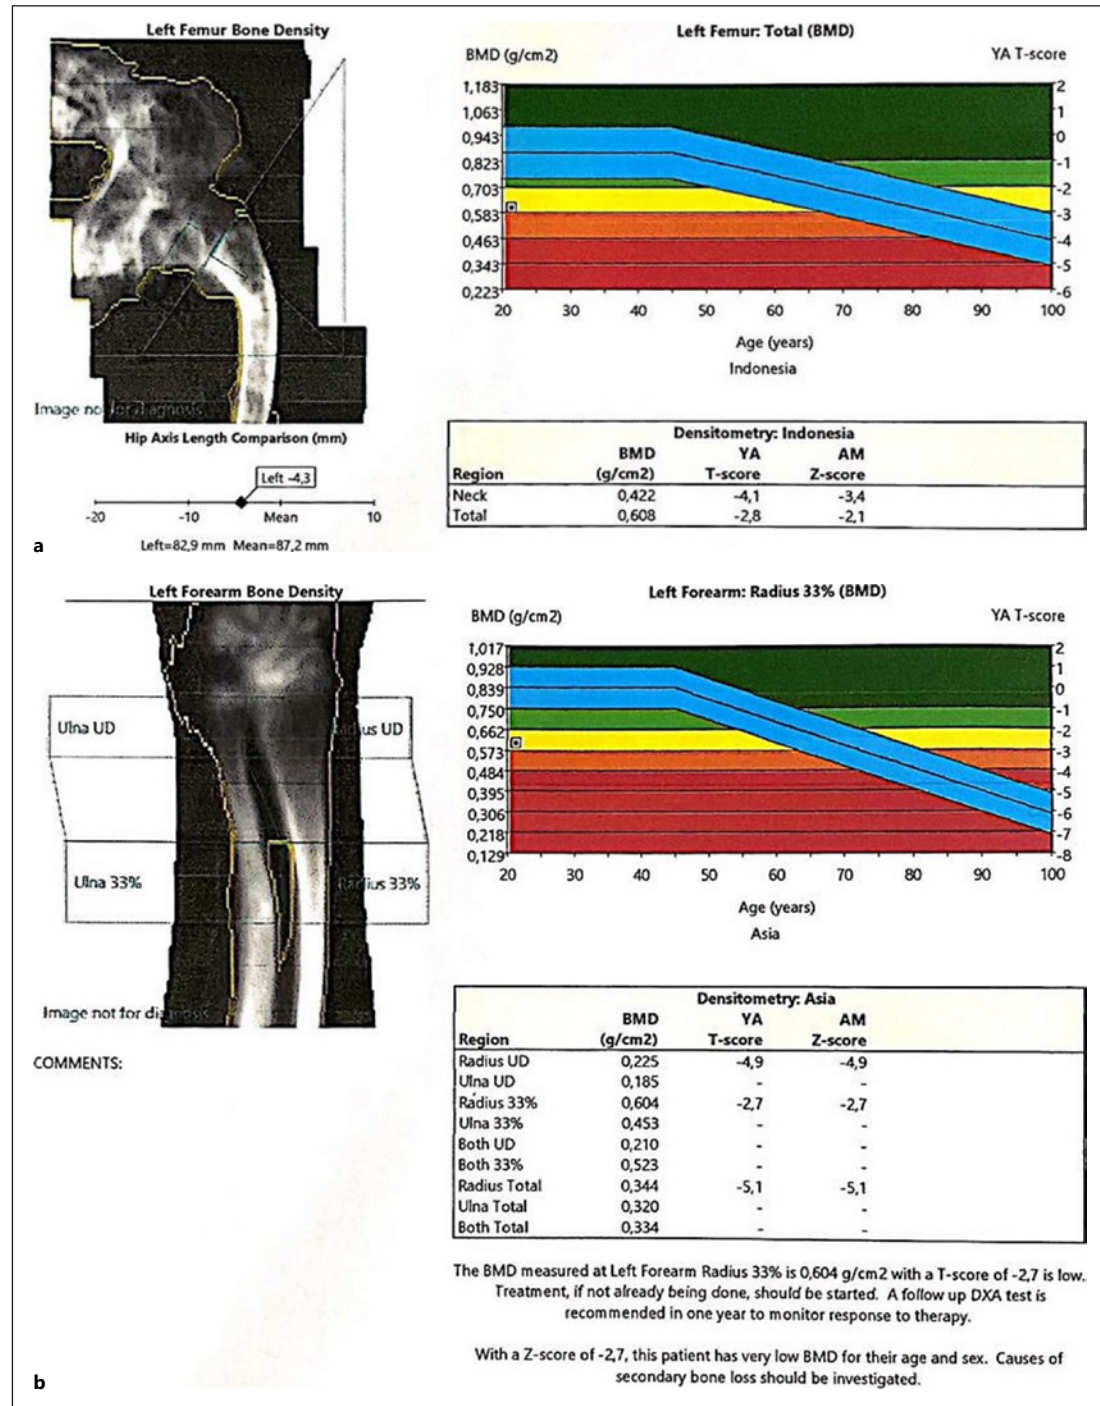 Left Femur Bone Density
Left Femur: Total (BMD)
BMD (g/cm2)
YA T-score
1,183
1,063
0,943
0,823
0,703
0,583
0,463
0,343
0,223
2
1
0
-1
-2
-3
-4
-5
-6
20 30 40 50 60 70 80 90 100
Age (years)
Indonesia
Image not for diagnosis
Hip Axis Length Comparison (mm)
Left -4,3
-20 -10 Mean 10
Left=82,9 mm Mean=87,2 mm
Densitometry: Indonesia
BMD YA AM
Region (g/cm2) T-score Z-score
Neck 0,422 -4,1 -3,4
Total 0,608 -2,8 -2,1
a
Left Forearm Bone Density
Left Forearm: Radius 33% (BMD)
BMD (g/cm2)
YA T-score
1,017
0,928
0,839
0,750
0,662
0,573
0,484
0,395
0,306
0,218
0,129
2
1
0
-1
-2
-3
-4
-5
-6
-7
-8
20 30 40 50 60 70 80 90 100
Age (years)
Asia
Ulna UD
Radius UD
Ulna 33%
Radius 33%
Image not for diagnosis
COMMENTS:
Densitometry: Asia
BMD YA AM
Region (g/cm2) T-score Z-score
Radius UD 0,225 -4,9 -4,9
Ulna UD 0,185 - -
Radius 33% 0,604 -2,7 -2,7
Ulna 33% 0,453 - -
Both UD 0,210 - -
Both 33% 0,523 - -
Radius Total 0,344 -5,1 -5,1
Ulna Total 0,320 - -
Both Total 0,334 - -
The BMD measured at Left Forearm Radius 33% is 0,604 g/cm2 with a T-score of -2,7 is low.
Treatment, if not already being done, should be started. A follow up DXA test is
recommended in one year to monitor response to therapy.
With a Z-score of -2,7, this patient has very low BMD for their age and sex. Causes of
secondary bone loss should be investigated.
b